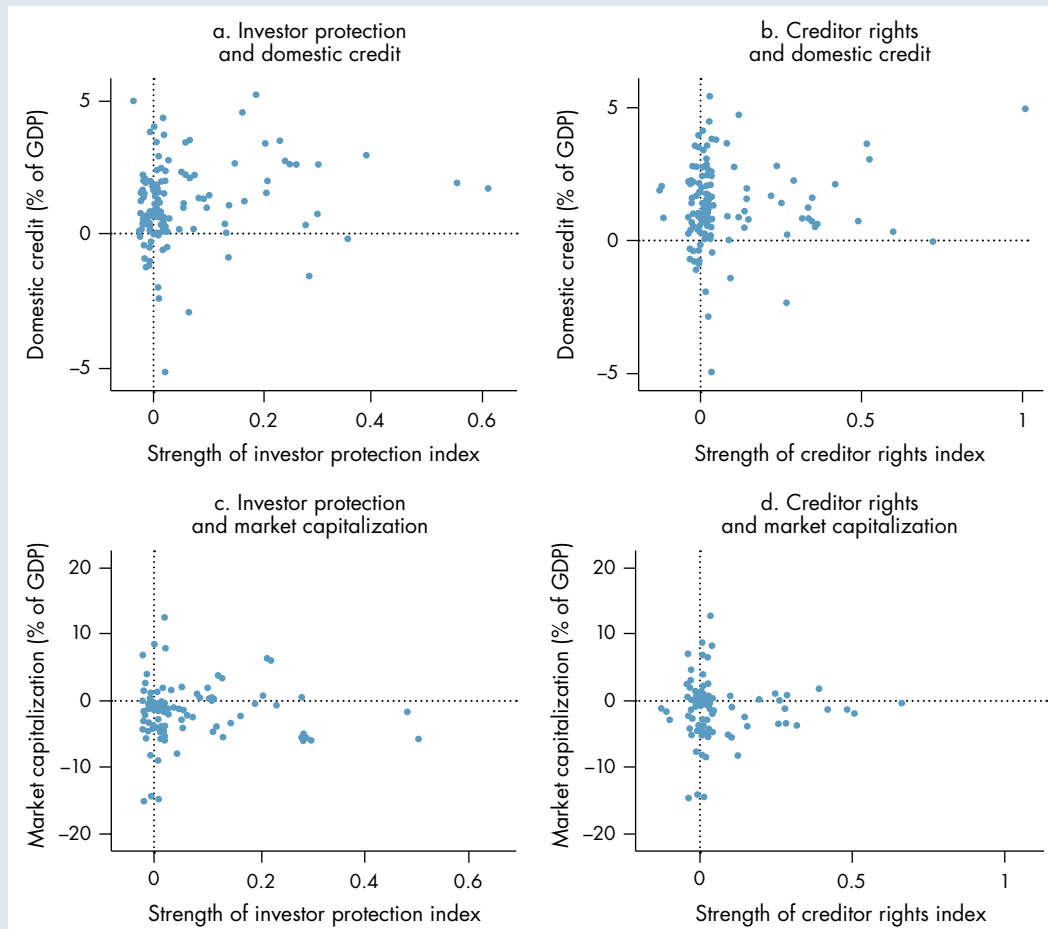 a. Investor protection
and domestic credit
Domestic credit (% of GDP)
5
0
–5
0 0.2 0.4 0.6
Strength of investor protection index
b. Creditor rights
and domestic credit
Domestic credit (% of GDP)
5
0
–5
0 0.5 1
Strength of creditor rights index
c. Investor protection
and market capitalization
Market capitalization (% of GDP)
20
10
0
–10
–20
0 0.2 0.4 0.6
Strength of investor protection index
d. Creditor rights
and market capitalization
Market capitalization (% of GDP)
20
10
0
–10
–20
0 0.5 1
Strength of creditor rights index